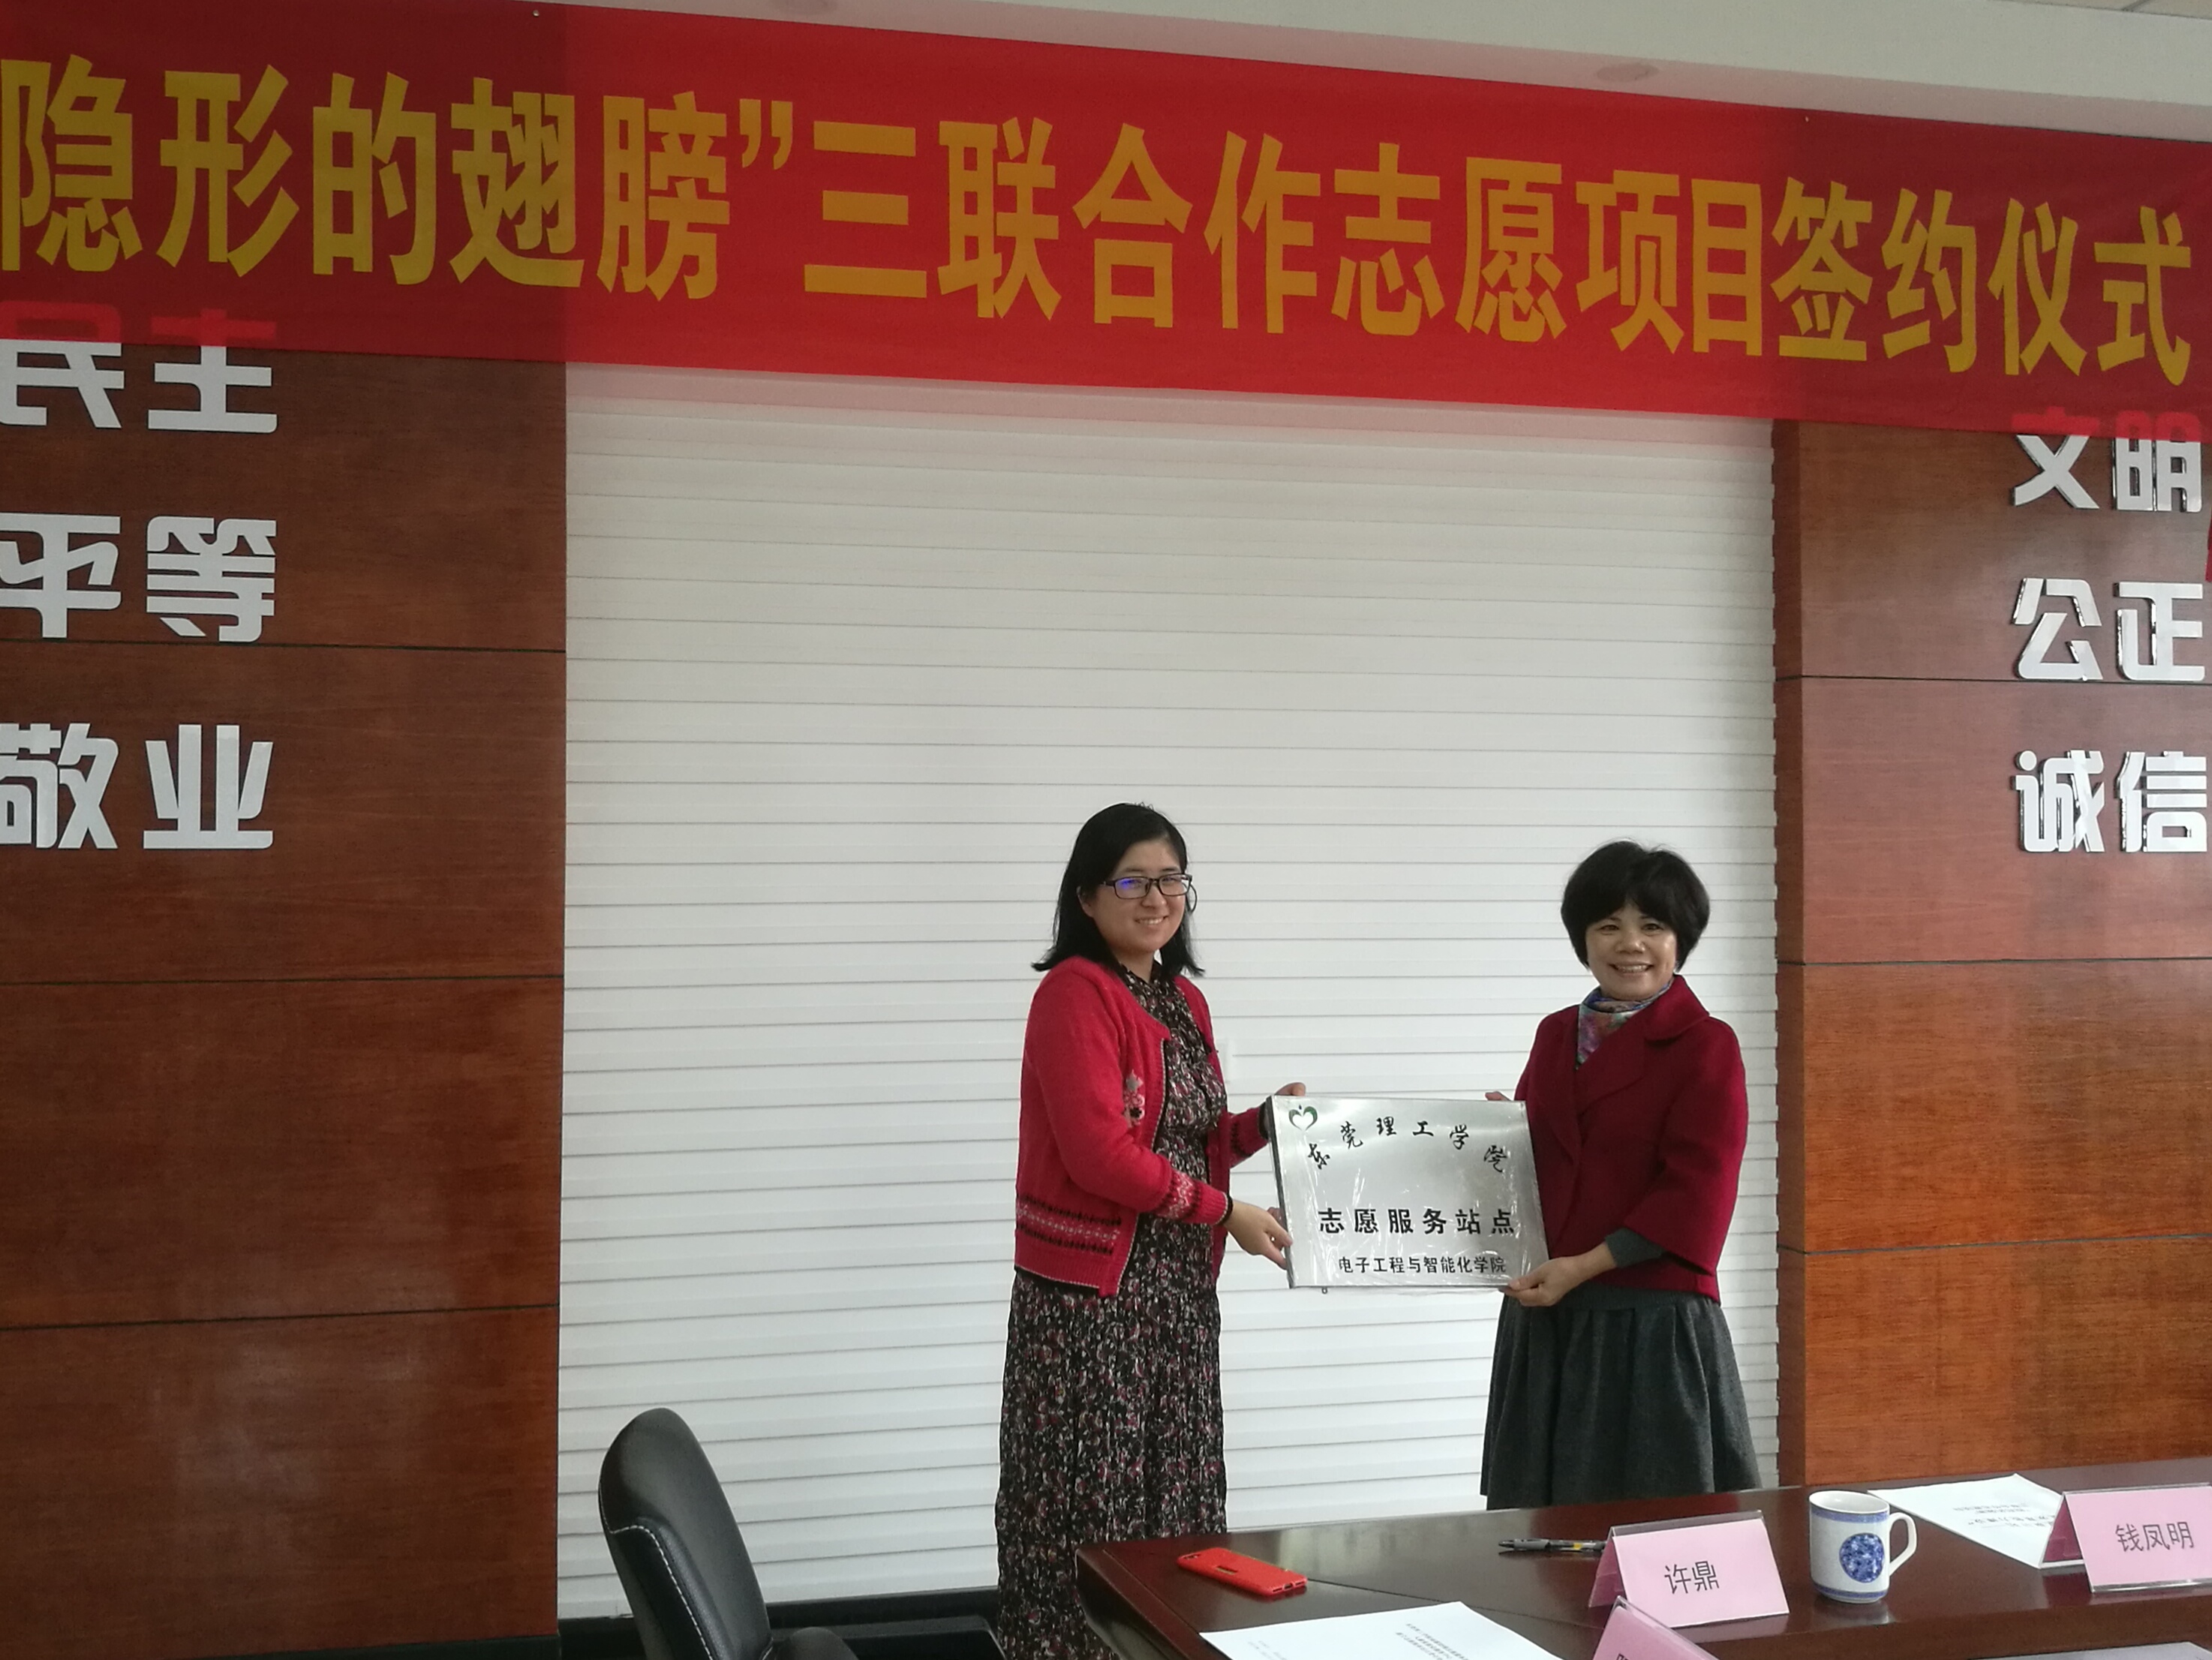 隐形的翅膀”三联合作志愿项目签约仪式
民主
文明
平等
公正
敬业
诚信
东莞理工学院
志愿服务站点
电子工程与智能化学院
许鼎
钱凤明